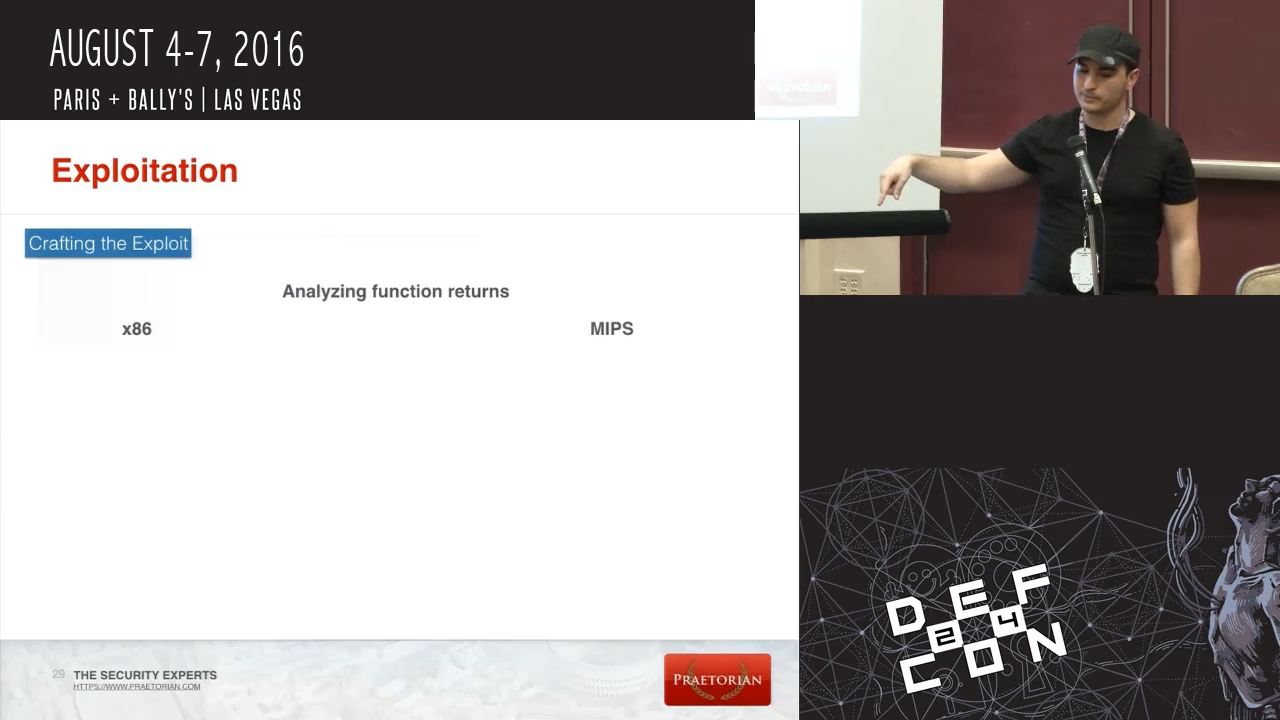 AUGUST 4-7, 2016
PARIS + BALLY'S | LAS VEGAS
Exploitation
Crafting the Exploit
Analyzing function returns
x86
MIPS
29
THE SECURITY EXPERTS
HTTPS://WWW.PRAETORIAN.COM
PRAETORIAN
DEF
24
CON